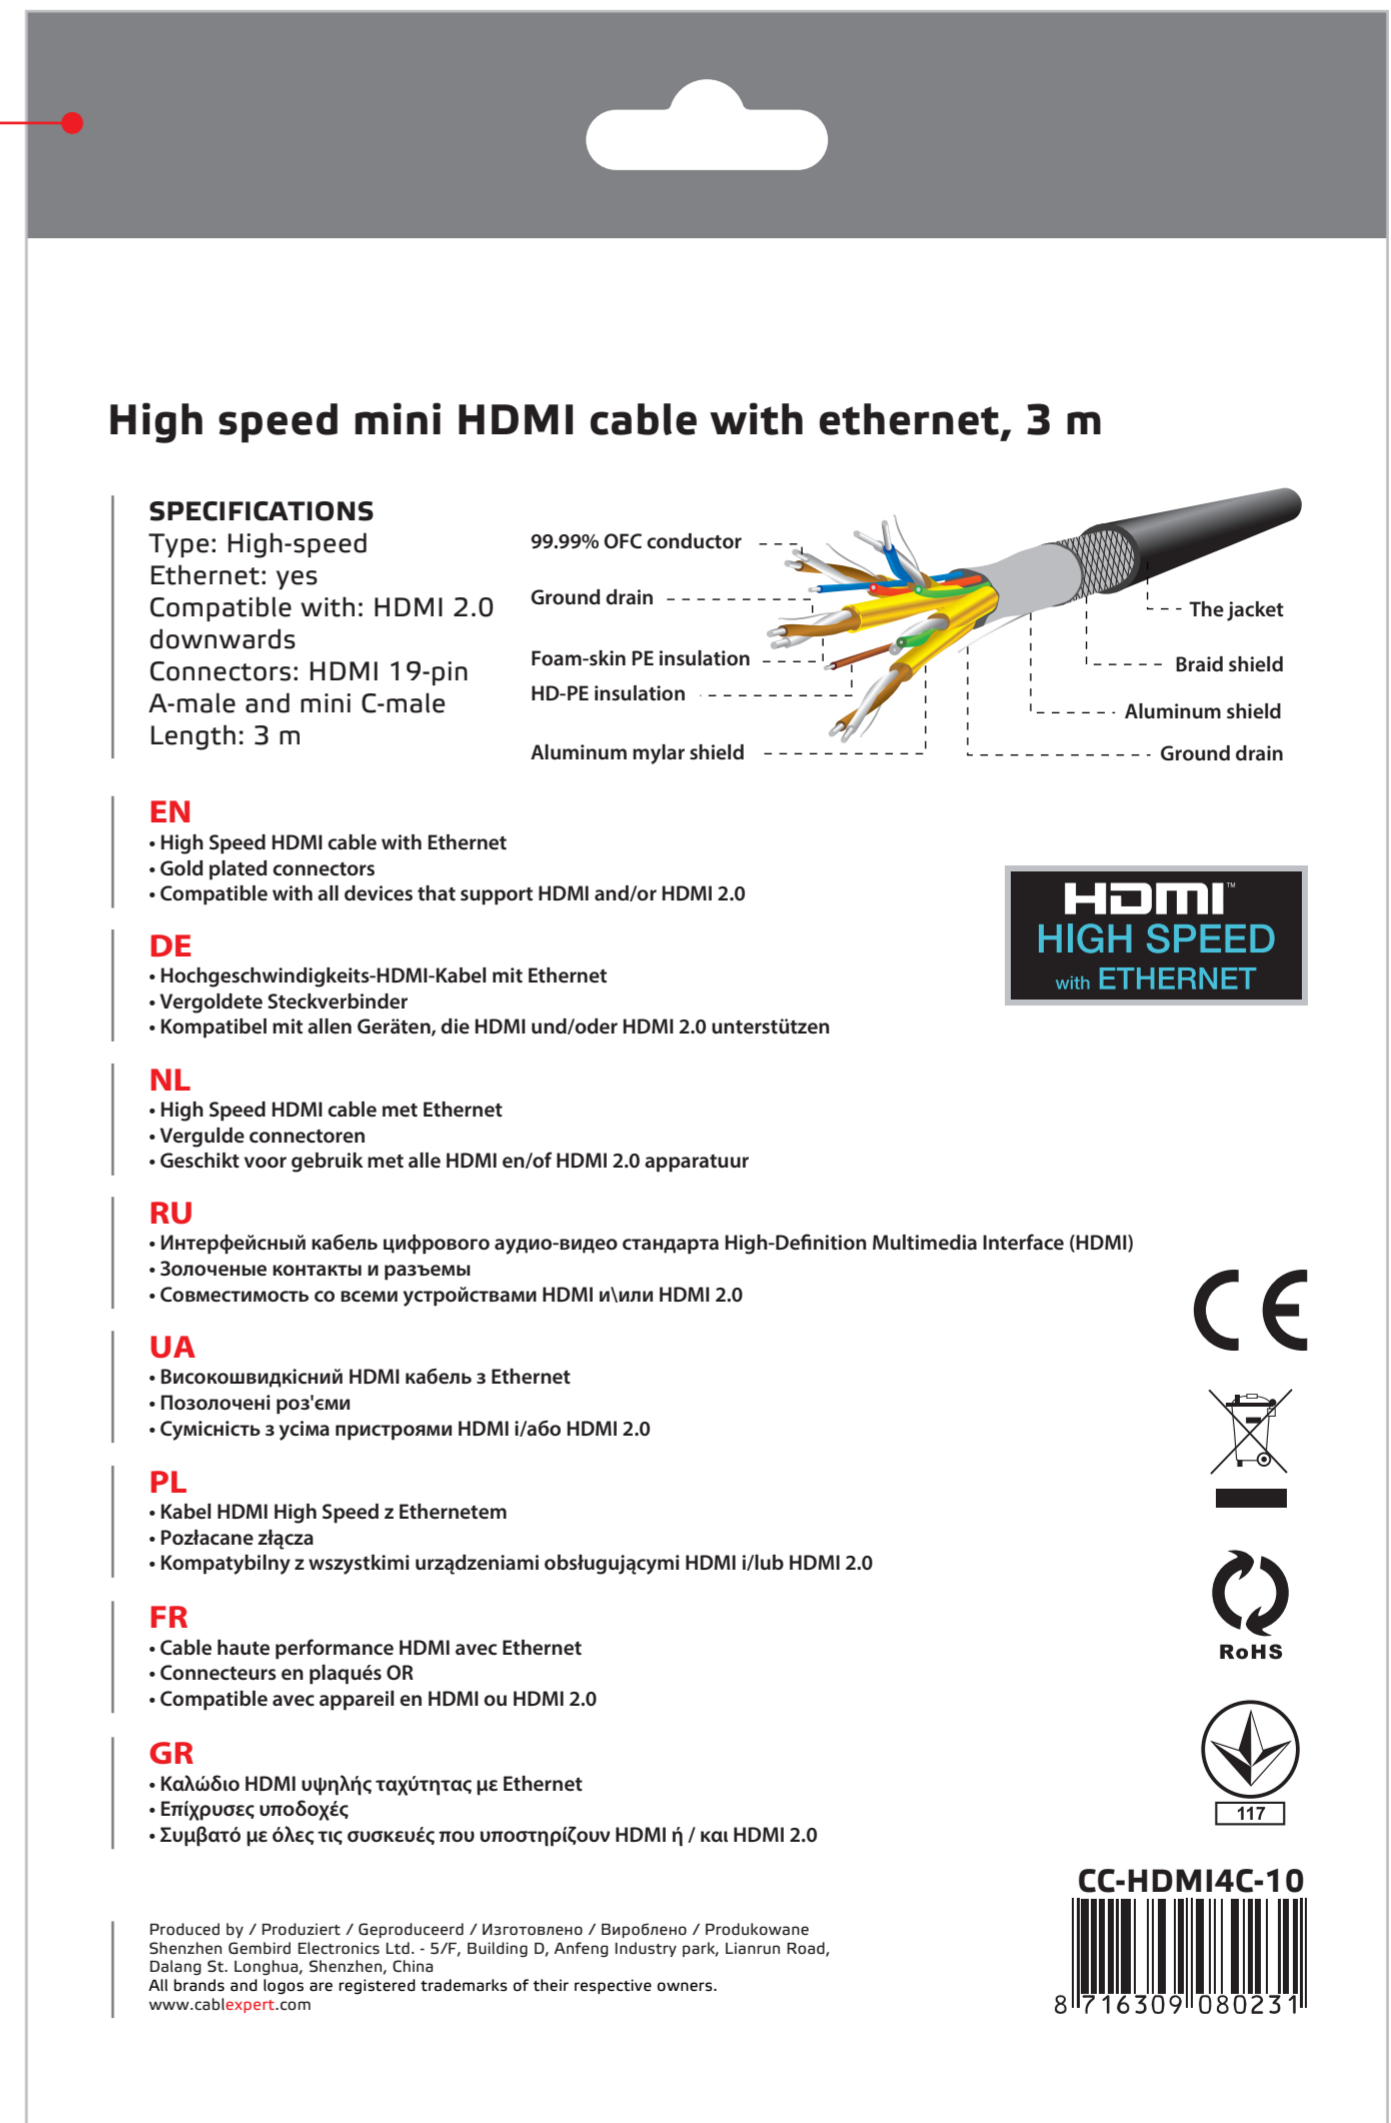 High speed mini HDMI cable with ethernet, 3 m
SPECIFICATIONS
Type: High-speed
Ethernet: yes
Compatible with: HDMI 2.0
downwards
Connectors: HDMI 19-pin
A-male and mini C-male
Length: 3 m
99.99% OFC conductor
Ground drain
Foam-skin PE insulation
HD-PE insulation
Aluminum mylar shield
The jacket
Braid shield
Aluminum shield
Ground drain
EN
• High Speed HDMI cable with Ethernet
• Gold plated connectors
• Compatible with all devices that support HDMI and/or HDMI 2.0
HDMI™
HIGH SPEED
with ETHERNET
DE
• Hochgeschwindigkeits-HDMI-Kabel mit Ethernet
• Vergoldete Steckverbinder
• Kompatibel mit allen Geräten, die HDMI und/oder HDMI 2.0 unterstützen
NL
• High Speed HDMI cable met Ethernet
• Vergulde connectoren
• Geschikt voor gebruik met alle HDMI en/of HDMI 2.0 apparatuur
RU
• Интерфейсный кабель цифрового аудио-видео стандарта High-Definition Multimedia Interface (HDMI)
• Золоченые контакты и разъемы
• Совместимость со всеми устройствами HDMI и\или HDMI 2.0
UA
• Високошвидкісний HDMI кабель з Ethernet
• Позолочені роз'єми
• Сумісність з усіма пристроями HDMI і/або HDMI 2.0
PL
• Kabel HDMI High Speed z Ethernetem
• Pozłacane złącza
• Kompatybilny z wszystkimi urządzeniami obsługującymi HDMI i/lub HDMI 2.0
FR
• Cable haute performance HDMI avec Ethernet
• Connecteurs en plaqués OR
• Compatible avec appareil en HDMI ou HDMI 2.0
GR
• Καλώδιο HDMI υψηλής ταχύτητας με Ethernet
• Επίχρυσες υποδοχές
• Συμβατό με όλες τις συσκευές που υποστηρίζουν HDMI ή / και HDMI 2.0
CE
RoHS
117
CC-HDMI4C-10
8 716309 080231
Produced by / Produziert / Geproduceerd / Изготовлено / Вироблено / Produkowane
Shenzhen Gembird Electronics Ltd. - 5/F, Building D, Anfeng Industry park, Lianrun Road,
Dalang St. Longhua, Shenzhen, China
All brands and logos are registered trademarks of their respective owners.
www.cablexpert.com